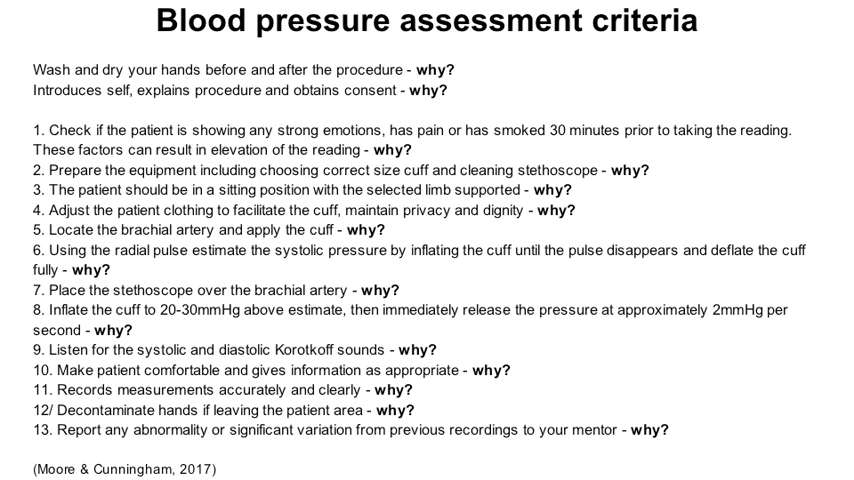 Blood pressure assessment criteria
Wash and dry your hands before and after the procedure - why?
Introduces self, explains procedure and obtains consent - why?
1. Check if the patient is showing any strong emotions, has pain or has smoked 30 minutes prior to taking the reading.
These factors can result in elevation of the reading - why?
2. Prepare the equipment including choosing correct size cuff and cleaning stethoscope - why?
3. The patient should be in a sitting position with the selected limb supported - why?
4. Adjust the patient clothing to facilitate the cuff, maintain privacy and dignity - why?
5. Locate the brachial artery and apply the cuff - why?
6. Using the radial pulse estimate the systolic pressure by inflating the cuff until the pulse disappears and deflate the cuff
fully - why?
7. Place the stethoscope over the brachial artery - why?
8. Inflate the cuff to 20-30mmHg above estimate, then immediately release the pressure at approximately 2mmHg per
second - why?
9. Listen for the systolic and diastolic Korotkoff sounds - why?
10. Make patient comfortable and gives information as appropriate - why?
11. Records measurements accurately and clearly - why?
12/ Decontaminate hands if leaving the patient area - why?
13. Report any abnormality or significant variation from previous recordings to your mentor - why?
(Moore & Cunningham, 2017)